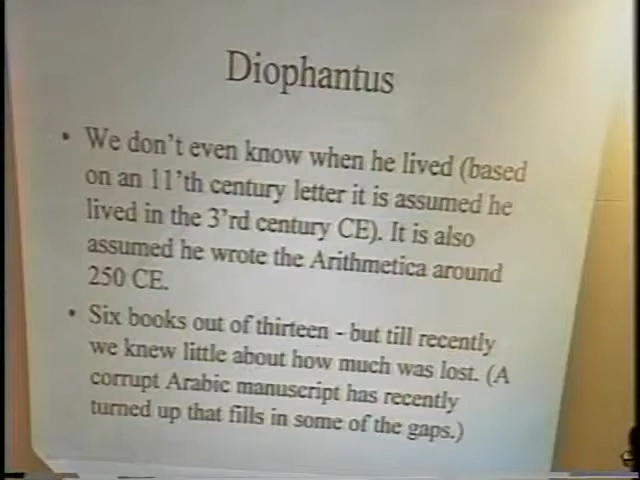 Diophantus
• We don't even know when he lived (based
on an 11'th century letter it is assumed he
lived in the 3'rd century CE). It is also
assumed he wrote the Arithmetica around
250 CE.
• Six books out of thirteen - but till recently
we knew little about how much was lost. (A
corrupt Arabic manuscript has recently
turned up that fills in some of the gaps.)